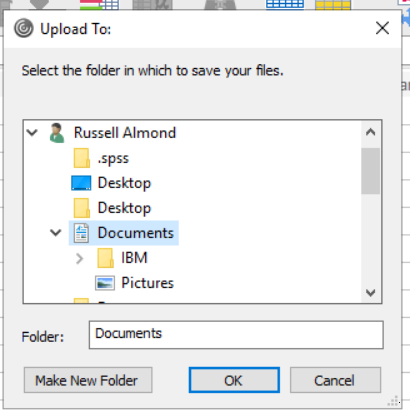 Upload To:
Select the folder in which to save your files.
Russell Almond
.spss
Desktop
Desktop
Documents
IBM
Pictures
Folder:
Documents
Make New Folder
OK
Cancel